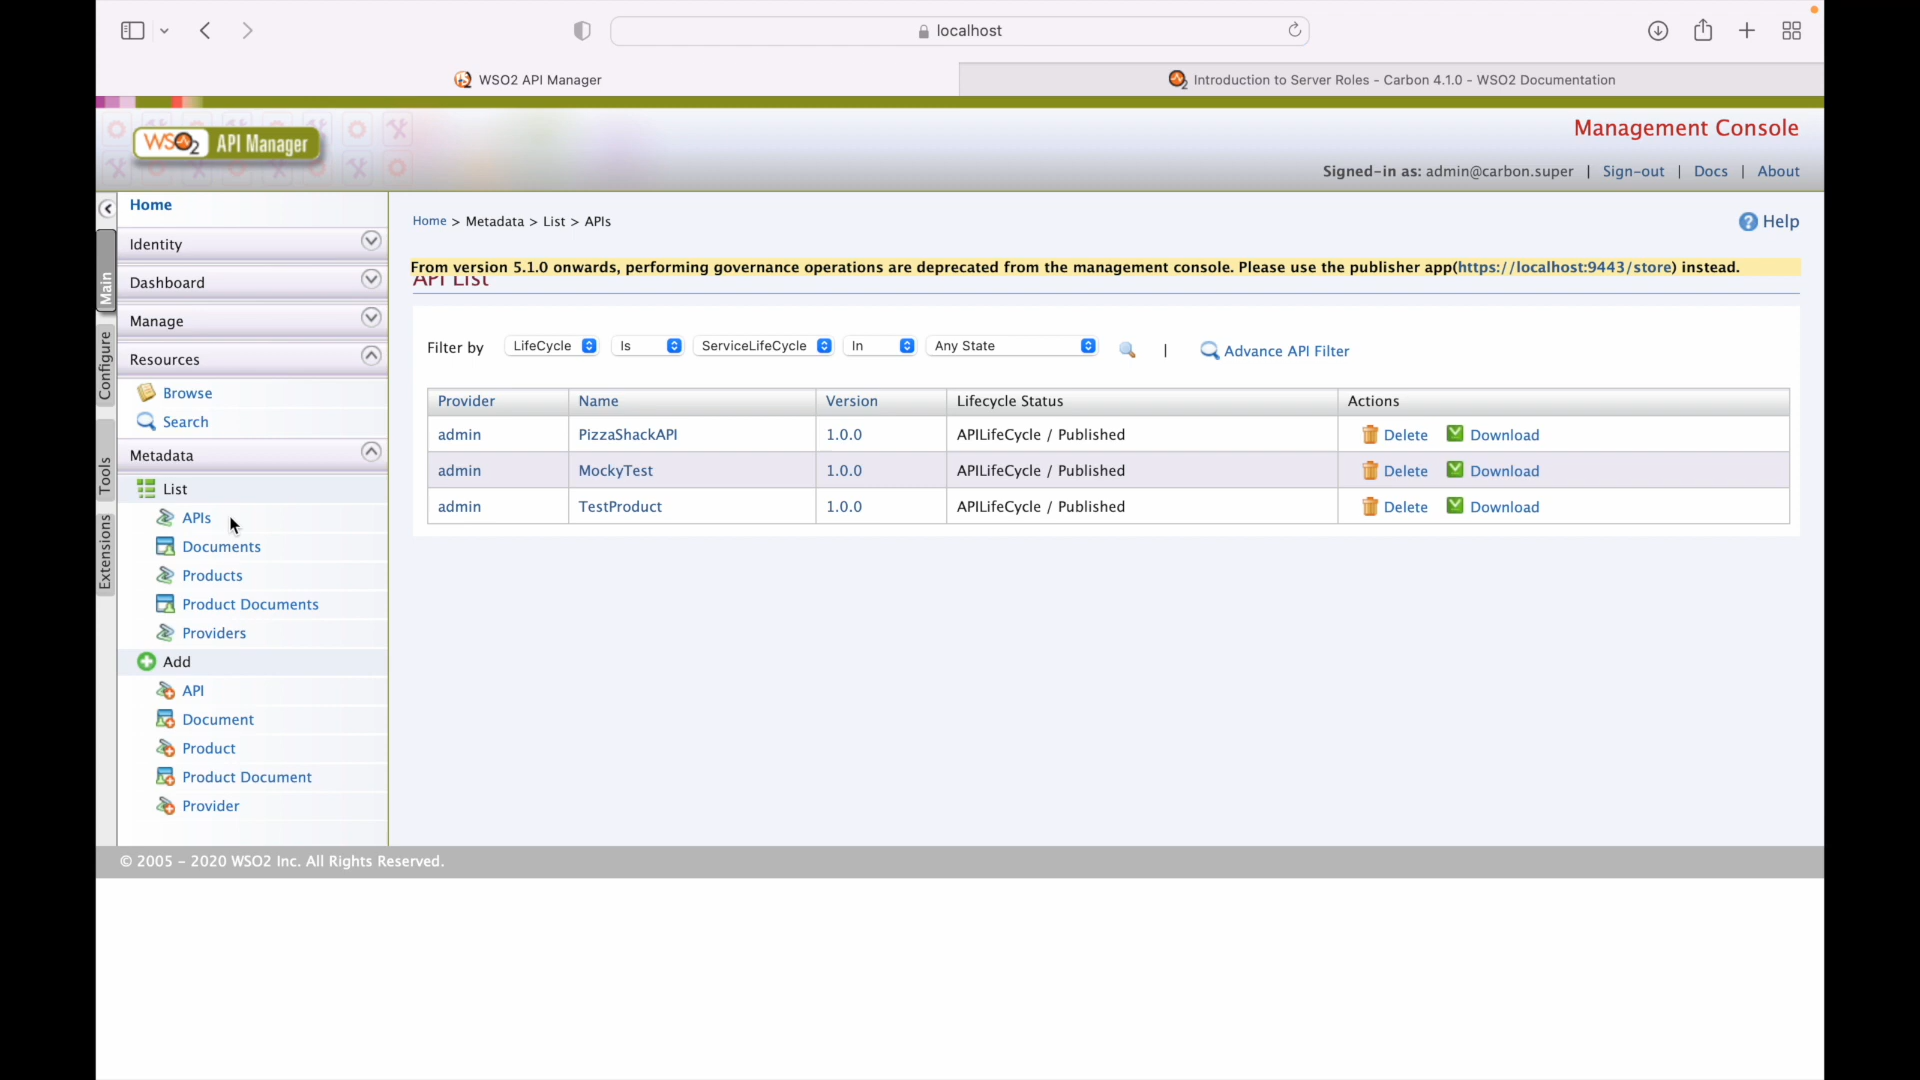 localhost
WSO2 API Manager
Introduction to Server Roles - Carbon 4.1.0 - WSO2 Documentation
WSO2 API Manager
Management Console
Signed-in as: admin@carbon.super | Sign-out | Docs | About
Main
Configure
Tools
Extensions
Home
Identity
Dashboard
Manage
Resources
Browse
Search
Metadata
List
APIs
Documents
Products
Product Documents
Providers
Add
API
Document
Product
Product Document
Provider
Home > Metadata > List > APIs
Help
From version 5.1.0 onwards, performing governance operations are deprecated from the management console. Please use the publisher app(https://localhost:9443/store) instead.
API List
Filter by LifeCycle Is ServiceLifeCycle In Any State | Advance API Filter
Provider Name Version Lifecycle Status Actions
admin PizzaShackAPI 1.0.0 APILifeCycle / Published Delete Download
admin MockyTest 1.0.0 APILifeCycle / Published Delete Download
admin TestProduct 1.0.0 APILifeCycle / Published Delete Download
© 2005 - 2020 WSO2 Inc. All Rights Reserved.